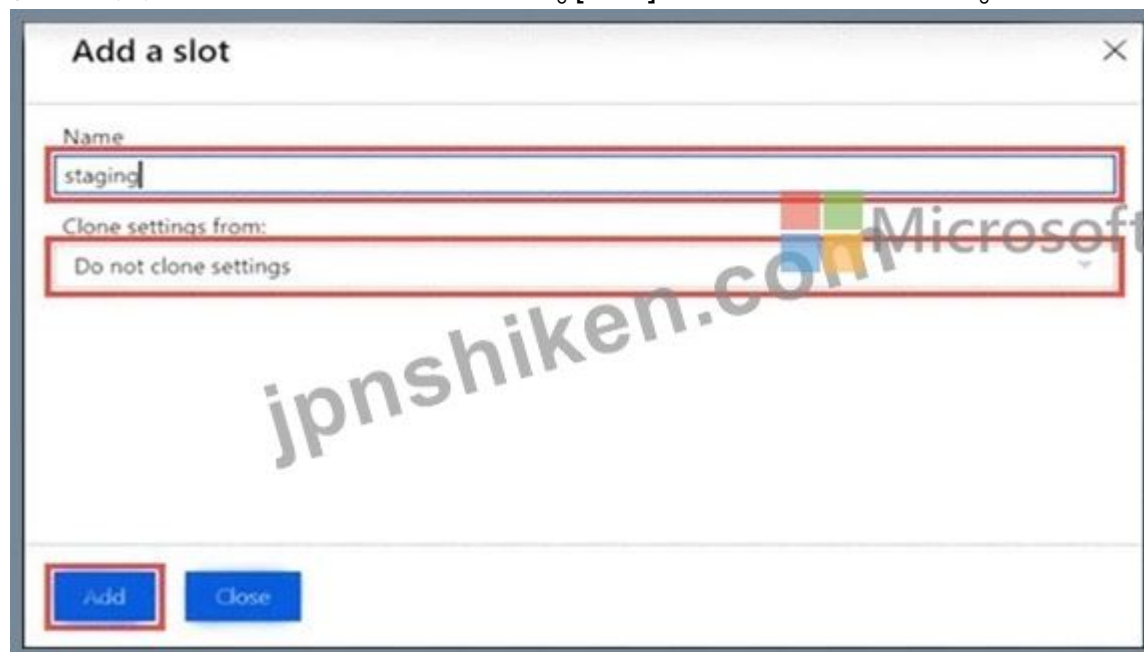 Add a slot
Name
staging
Clone settings from:
Do not clone settings
Microsoft
jpnshiken.com
Add
Close